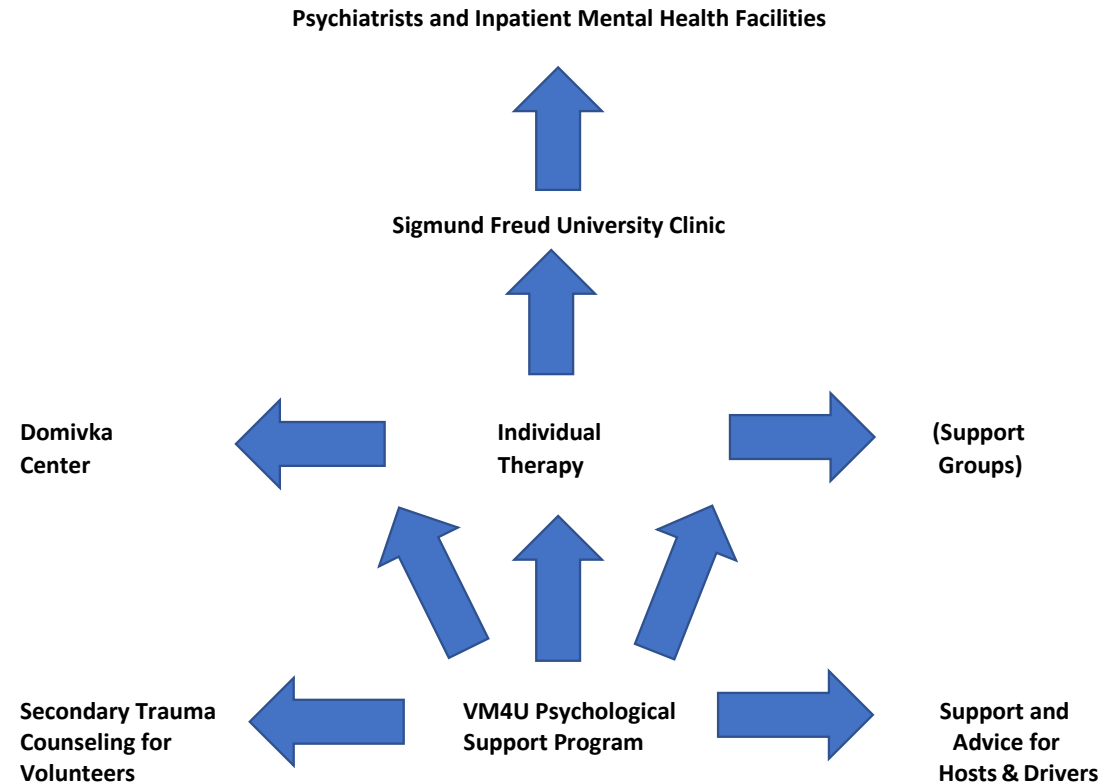 Psychiatrists and Inpatient Mental Health Facilities
Sigmund Freud University Clinic
Domivka
Center
Individual
Therapy
(Support
Groups)
Secondary Trauma
Counseling for
Volunteers
VM4U Psychological
Support Program
Support and
Advice for
Hosts & Drivers